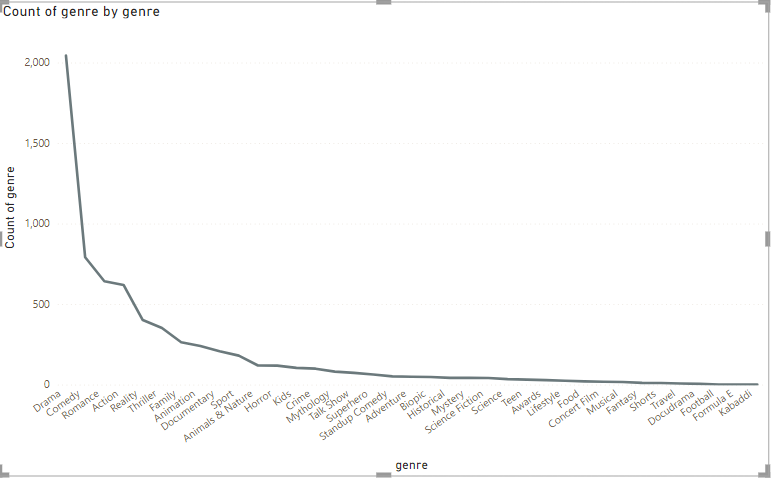 Count of genre by genre
Count of genre
2,000
1,500
1,000
500
0
Drama
Comedy
Romance
Action
Reality
Thriller
Family
Animation
Documentary
Sport
Animals & Nature
Horror
Kids
Crime
Mythology
Talk Show
Superhero
Standup Comedy
Adventure
Biopic
Historical
Mystery
Science Fiction
Science
Teen
Awards
Lifestyle
Food
Concert Film
Musical
Fantasy
Shorts
Travel
Docudrama
Football
Formula E
Kabaddi
genre